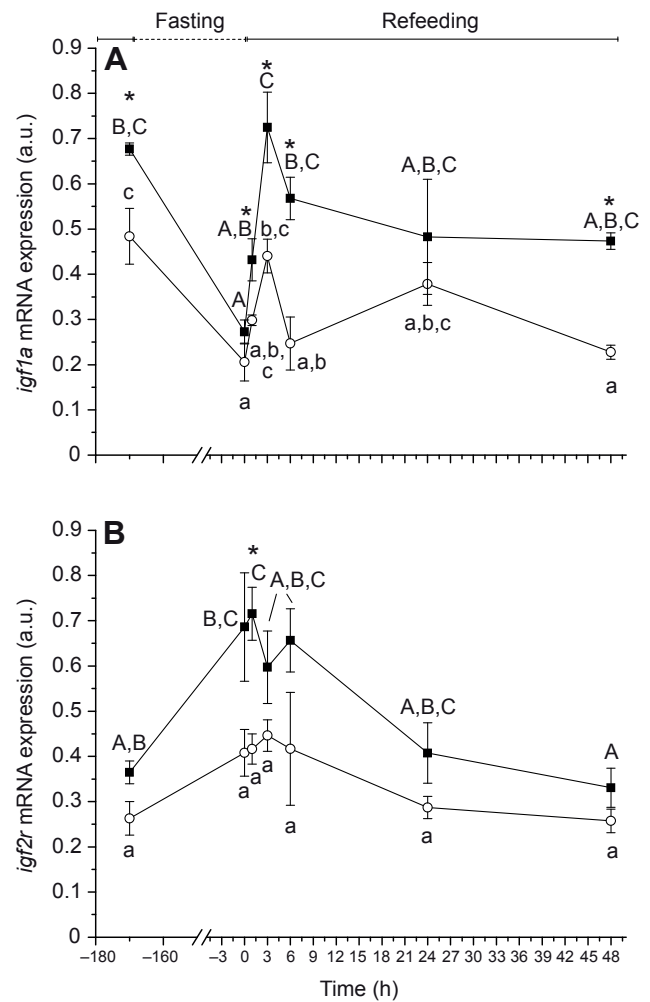 Fasting Refeeding
A
0.9
0.8
0.7
0.6
0.5
0.4
0.3
0.2
0.1
0
igf1a mRNA expression (a.u.)
*
B,C
c
*
A,B
A
a
*
C
b,c
a,b,
c
*
B,C
a,b
A,B,C
a,b,c
*
A,B,C
a
B
0.9
0.8
0.7
0.6
0.5
0.4
0.3
0.2
0.1
0
igf2r mRNA expression (a.u.)
A,B
a
B,C
*
C
A,B,C
a
a
a
a
A,B,C
a
A
a
–180 –160 –3 0 3 6 9 12 15 18 21 24 27 30 33 36 39 42 45 48
Time (h)